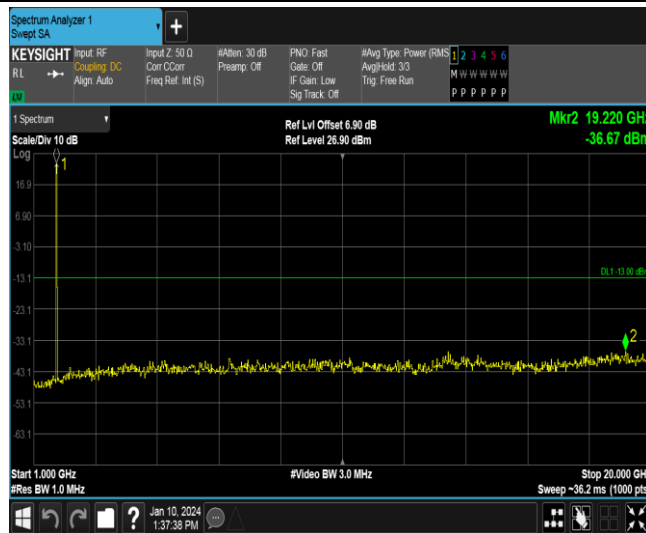 Spectrum Analyzer 1
Swept SA
KEYSIGHT
RL
LV
Input: RF
Coupling: DC
Align: Auto
Input Z: 50 Ω
Corr CCorr
Freq Ref: Int (S)
#Atten: 30 dB
Preamp: Off
PNO: Fast
Gate: Off
IF Gain: Low
Sig Track: Off
#Avg Type: Power (RMS
Avg|Hold: 3/3
Trig: Free Run
1 2 3 4 5 6
M W W W W W
P P P P P P
1 Spectrum
Scale/Div 10 dB
Log
Ref Lvl Offset 6.90 dB
Ref Level 26.90 dBm
Mkr2 19.220 GHz
-36.67 dBm
1
16.9
6.90
-3.10
-13.1
DL1 -13.00 dBm
-23.1
-33.1
2
-43.1
-53.1
-63.1
Start 1.000 GHz
#Res BW 1.0 MHz
#Video BW 3.0 MHz
Stop 20.000 GHz
Sweep ~36.2 ms (1000 pts)
?
Jan 10, 2024
1:37:38 PM